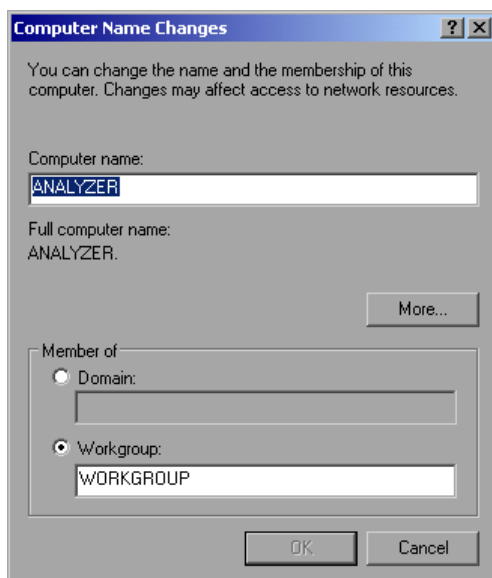 Computer Name Changes
You can change the name and the membership of this
computer. Changes may affect access to network resources.
Computer name:
ANALYZER
Full computer name:
ANALYZER.
More...
Member of
Domain:
Workgroup:
WORKGROUP
OK
Cancel